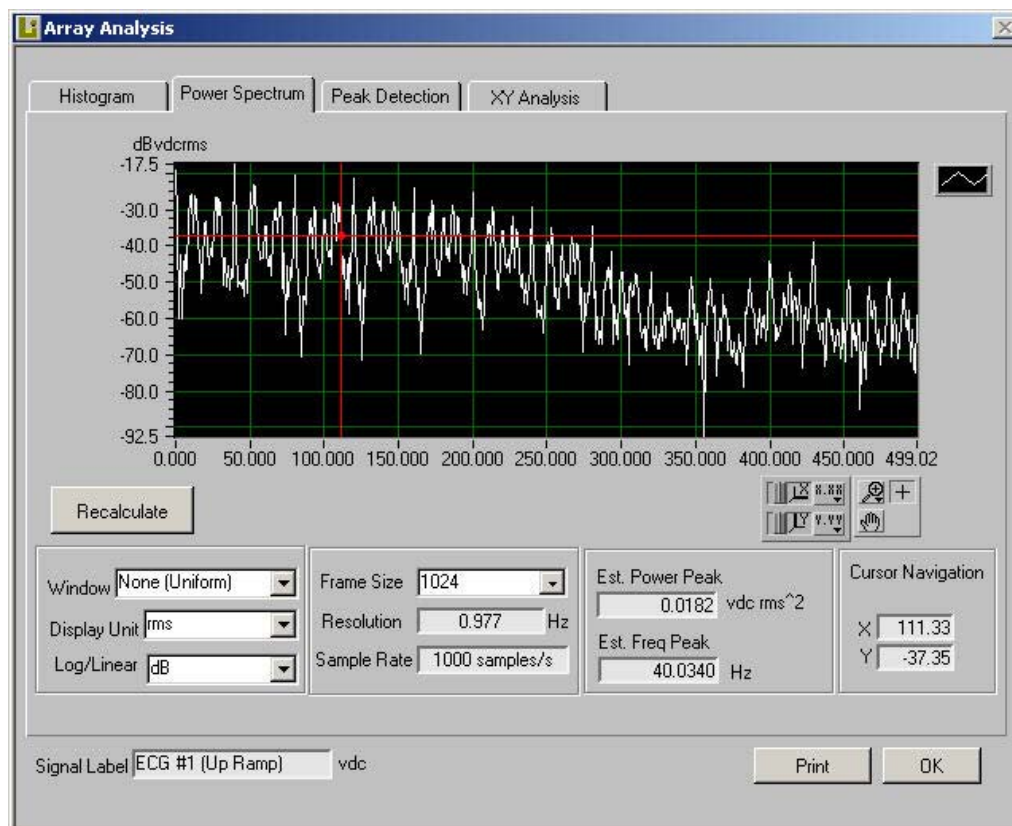 Array Analysis
Histogram
Power Spectrum
Peak Detection
XY Analysis
dBvdcrms
-17.5
-30.0
-40.0
-50.0
-60.0
-70.0
-80.0
-92.5
0.000 50.000 100.000 150.000 200.000 250.000 300.000 350.000 400.000 450.000 499.02
Recalculate
X X.XX
Y Y.YY
Window None (Uniform)
Display Unit rms
Log/Linear dB
Frame Size 1024
Resolution 0.977 Hz
Sample Rate 1000 samples/s
Est. Power Peak
0.0182 vdc rms^2
Est. Freq Peak
40.0340 Hz
Cursor Navigation
X 111.33
Y -37.35
Signal Label ECG #1 (Up Ramp) vdc
Print
OK